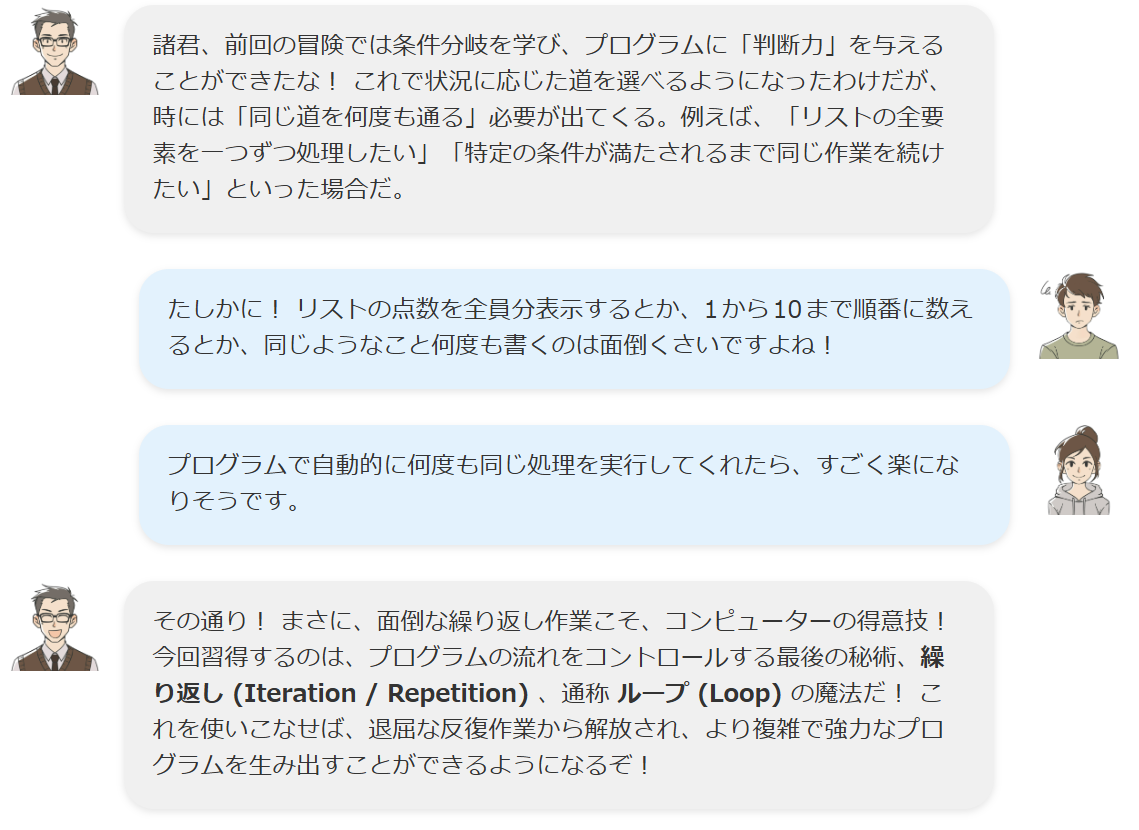 諸君、前回の冒険では条件分岐を学び、プログラムに「判断力」を与える
ことができたな！ これで状況に応じた道を選べるようになったわけだが、
時には「同じ道を何度も通る」必要が出てくる。例えば、「リストの全要
素を一つずつ処理したい」「特定の条件が満たされるまで同じ作業を続け
たい」といった場合だ。
たしかに！ リストの点数を全員分表示するとか、1から10まで順番に数え
るとか、同じようなこと何度も書くのは面倒くさいですよね！
プログラムで自動的に何度も同じ処理を実行してくれたら、すごく楽にな
りそうです。
その通り！ まさに、面倒な繰り返し作業こそ、コンピューターの得意技！
今回習得するのは、プログラムの流れをコントロールする最後の秘術、繰
り返し (Iteration / Repetition) 、通称 ループ (Loop) の魔法だ！ こ
れを使いこなせば、退屈な反復作業から解放され、より複雑で強力なプロ
グラムを生み出すことができるようになるぞ！